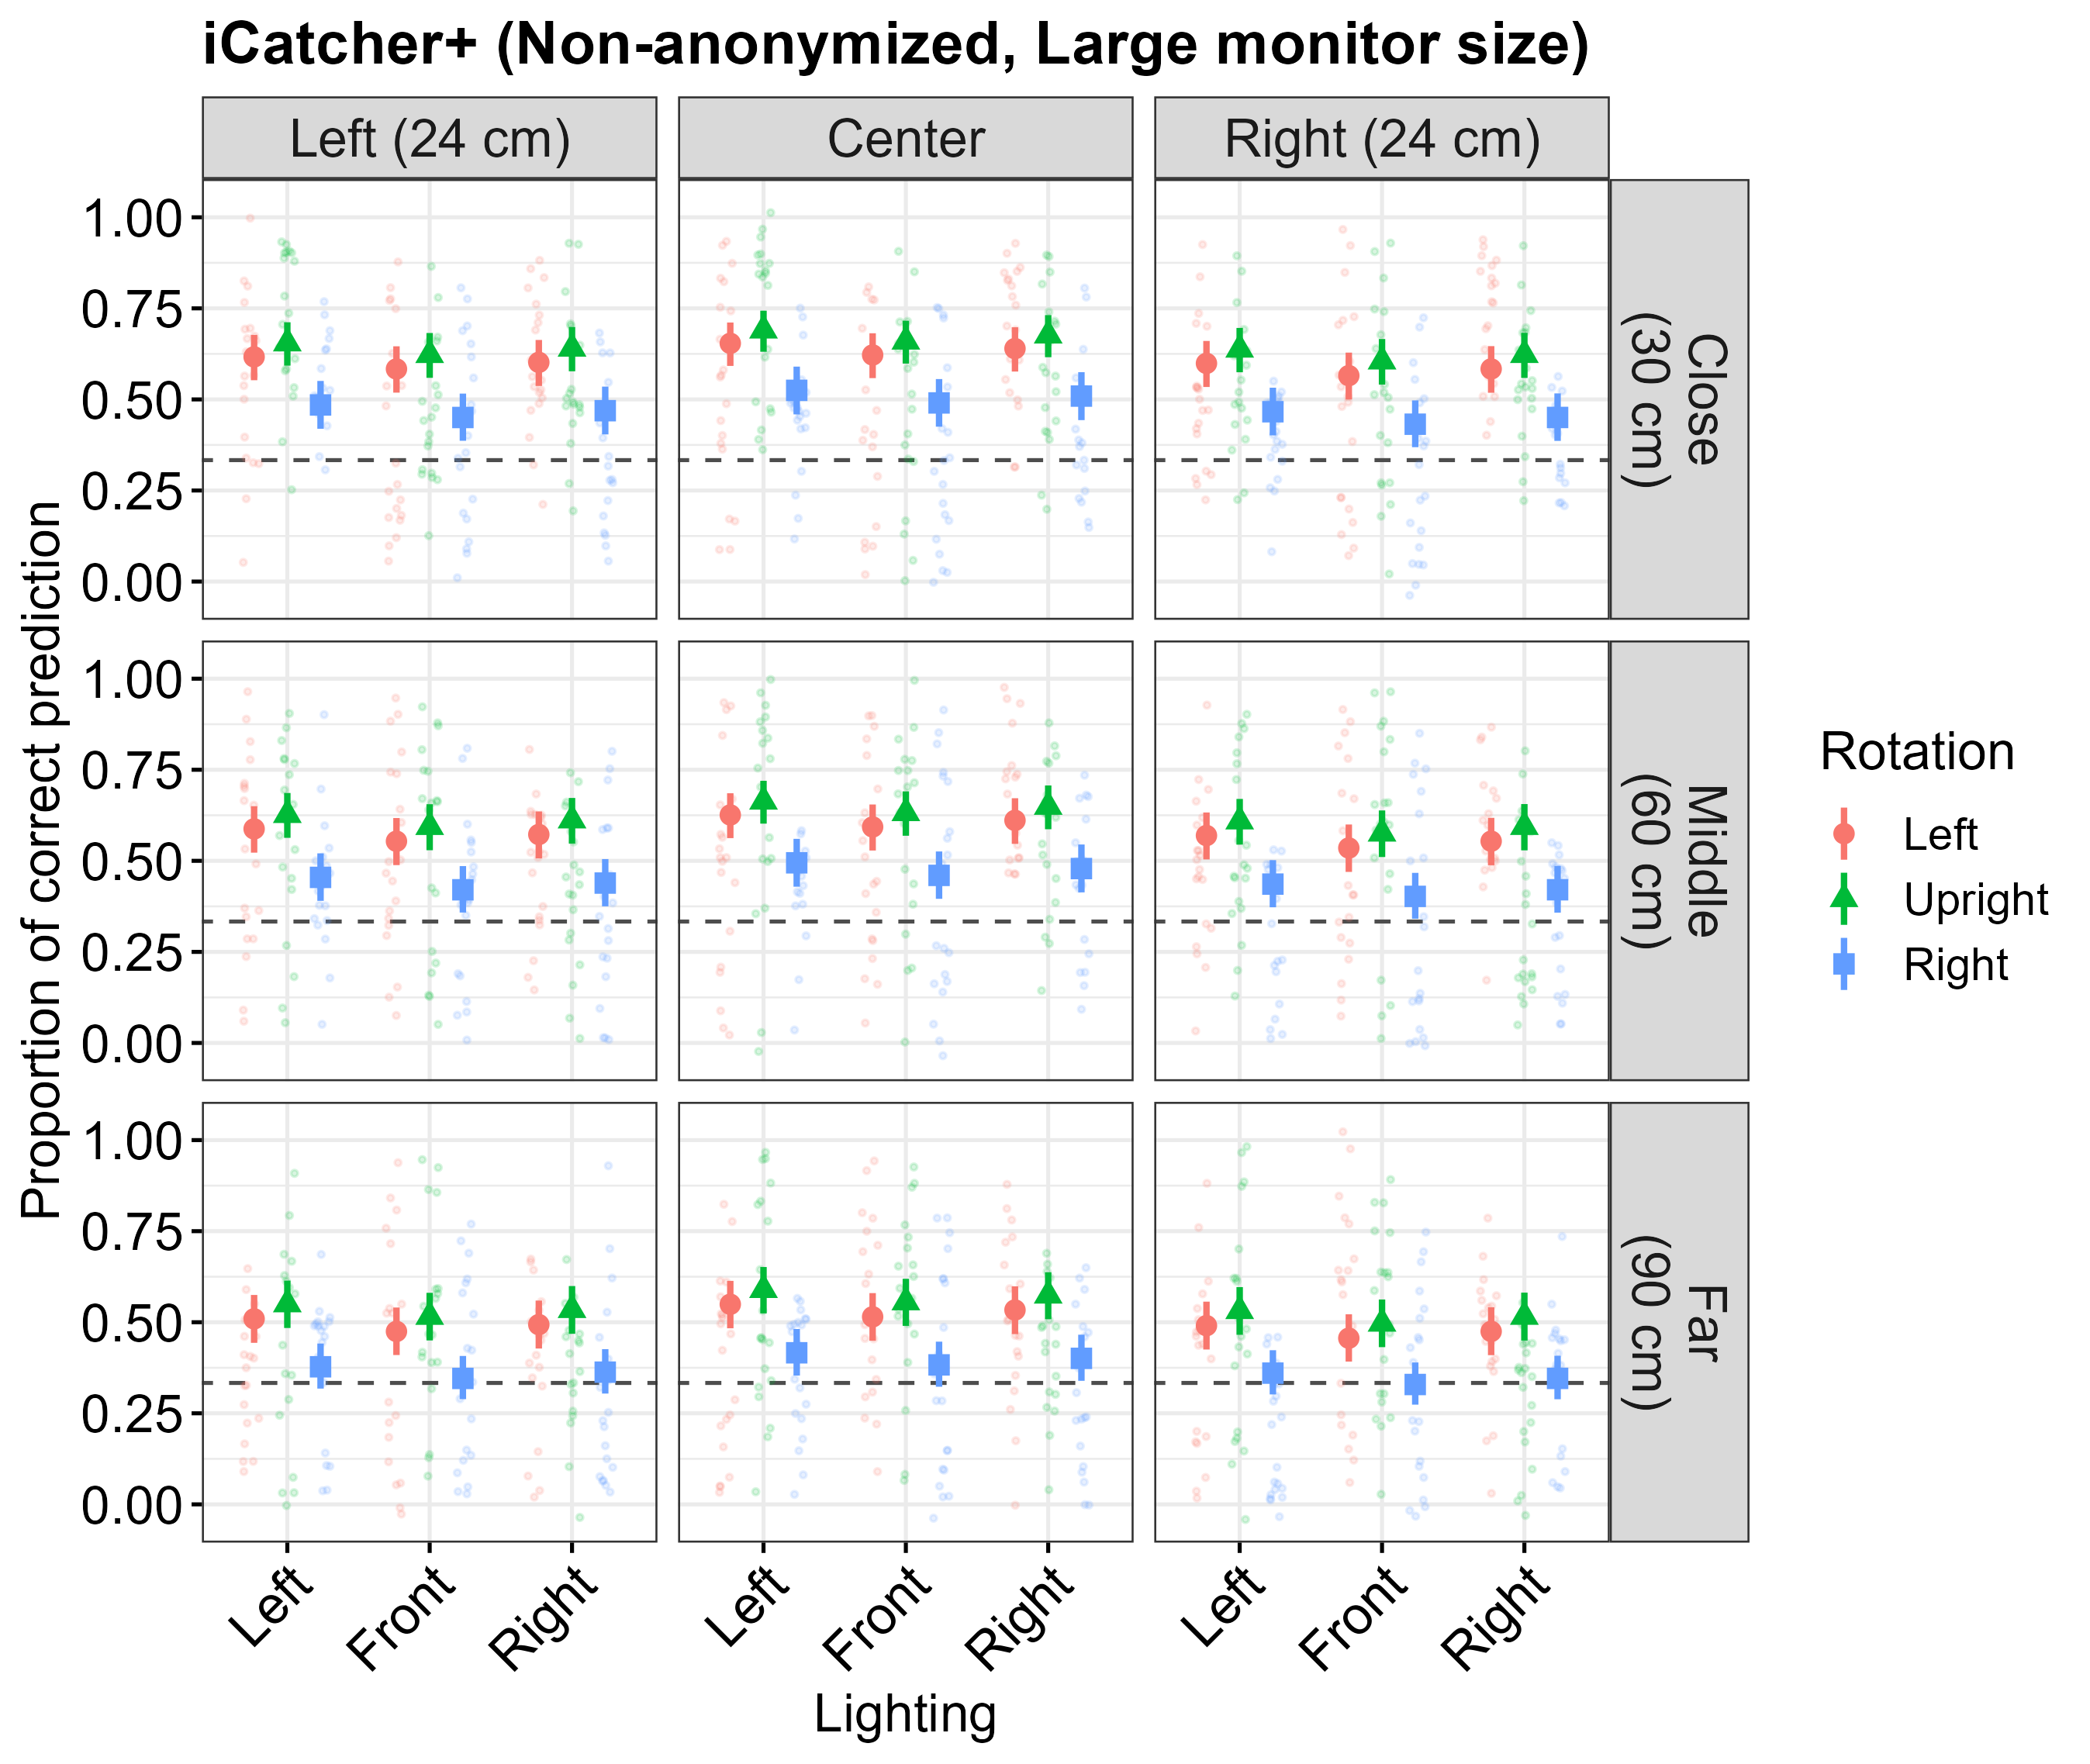 iCatcher+ (Non-anonymized, Large monitor size)
Left (24 cm)
Center
Right (24 cm)
1.00
0.75
0.50
0.25
0.00
Close
(30 cm)
1.00
0.75
0.50
0.25
0.00
Middle
(60 cm)
1.00
0.75
0.50
0.25
0.00
Far
(90 cm)
Proportion of correct prediction
Left
Front
Right
Left
Front
Right
Left
Front
Right
Lighting
Rotation
Left
Upright
Right